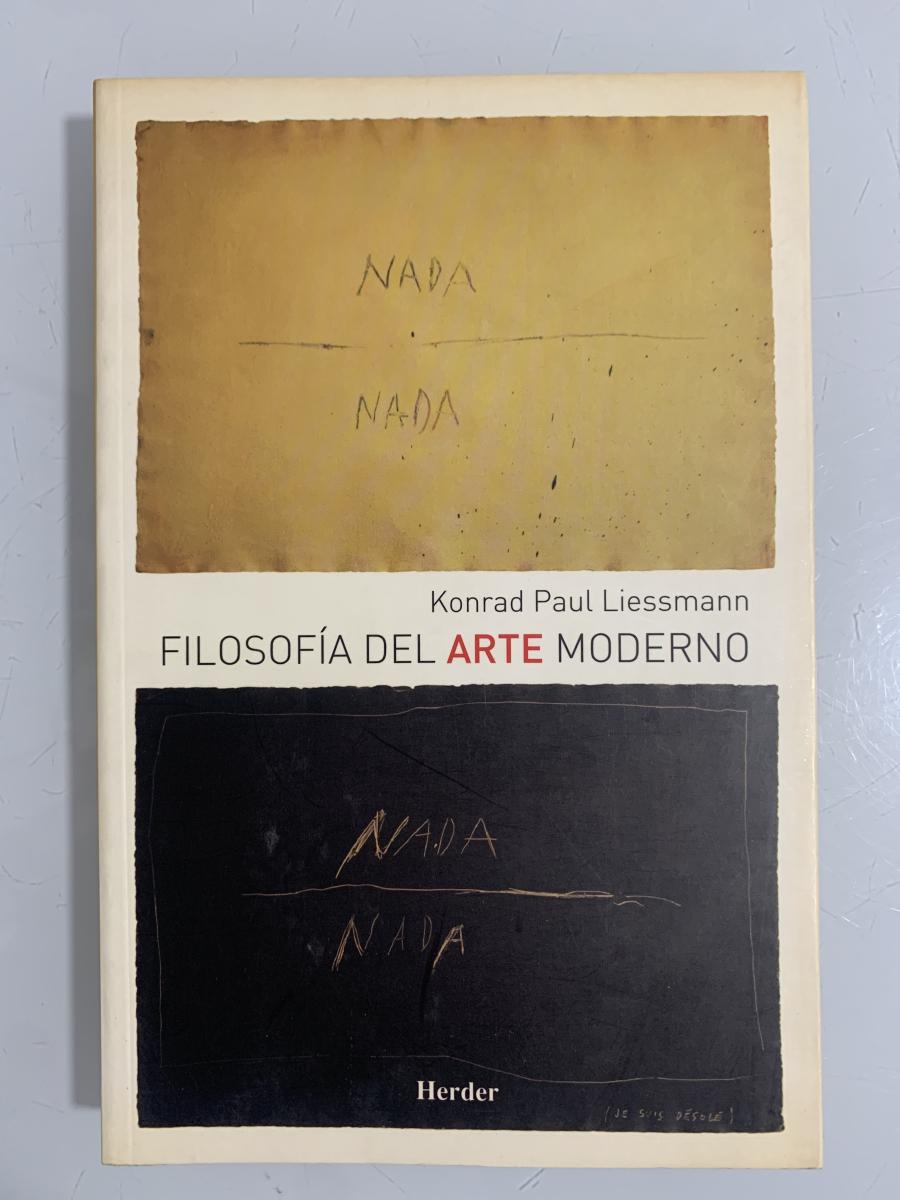 NADA
NADA
Konrad Paul Liessmann
FILOSOFÍA DEL ARTE MODERNO
NADA
NADA
Herder
(JE SUIS DÉSOLÉ)